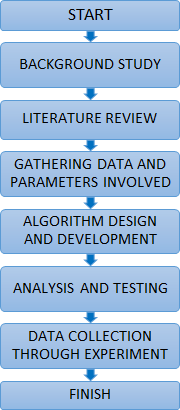 START
BACKGROUND STUDY
LITERATURE REVIEW
GATHERING DATA AND
PARAMETERS INVOLVED
ALGORITHM DESIGN
AND DEVELOPMENT
ANALYSIS AND TESTING
DATA COLLECTION
THROUGH EXPERIMENT
FINISH